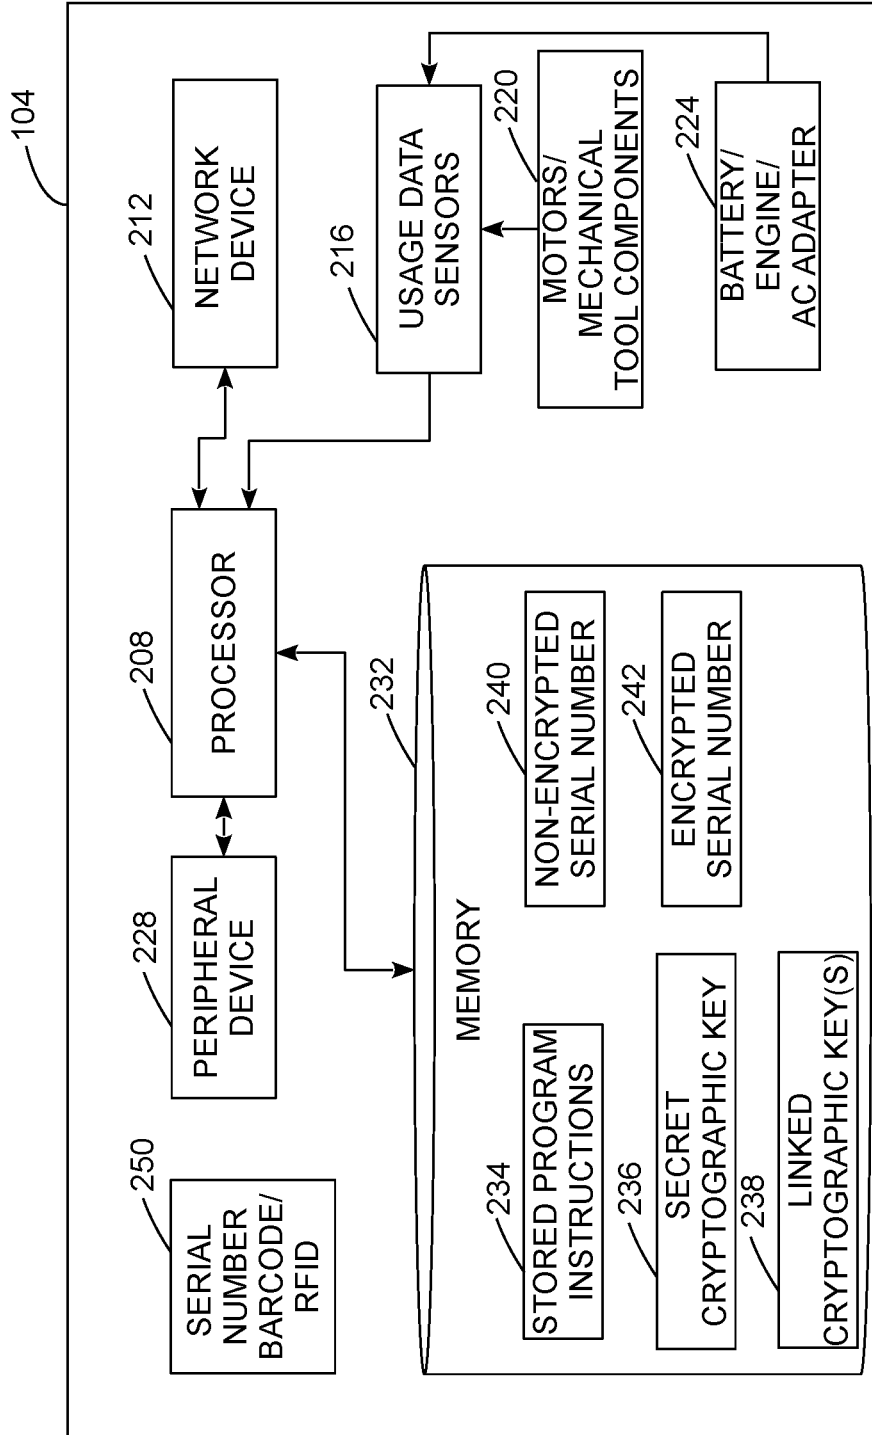 104
250
SERIAL
NUMBER
BARCODE/
RFID
228
PERIPHERAL
DEVICE
208
PROCESSOR
212
NETWORK
DEVICE
216
USAGE DATA
SENSORS
220
MOTORS/
MECHANICAL
TOOL COMPONENTS
224
BATTERY/
ENGINE/
AC ADAPTER
232
MEMORY
234
STORED PROGRAM
INSTRUCTIONS
240
NON-ENCRYPTED
SERIAL NUMBER
236
SECRET
CRYPTOGRAPHIC KEY
242
ENCRYPTED
SERIAL NUMBER
238
LINKED
CRYPTOGRAPHIC KEY(S)